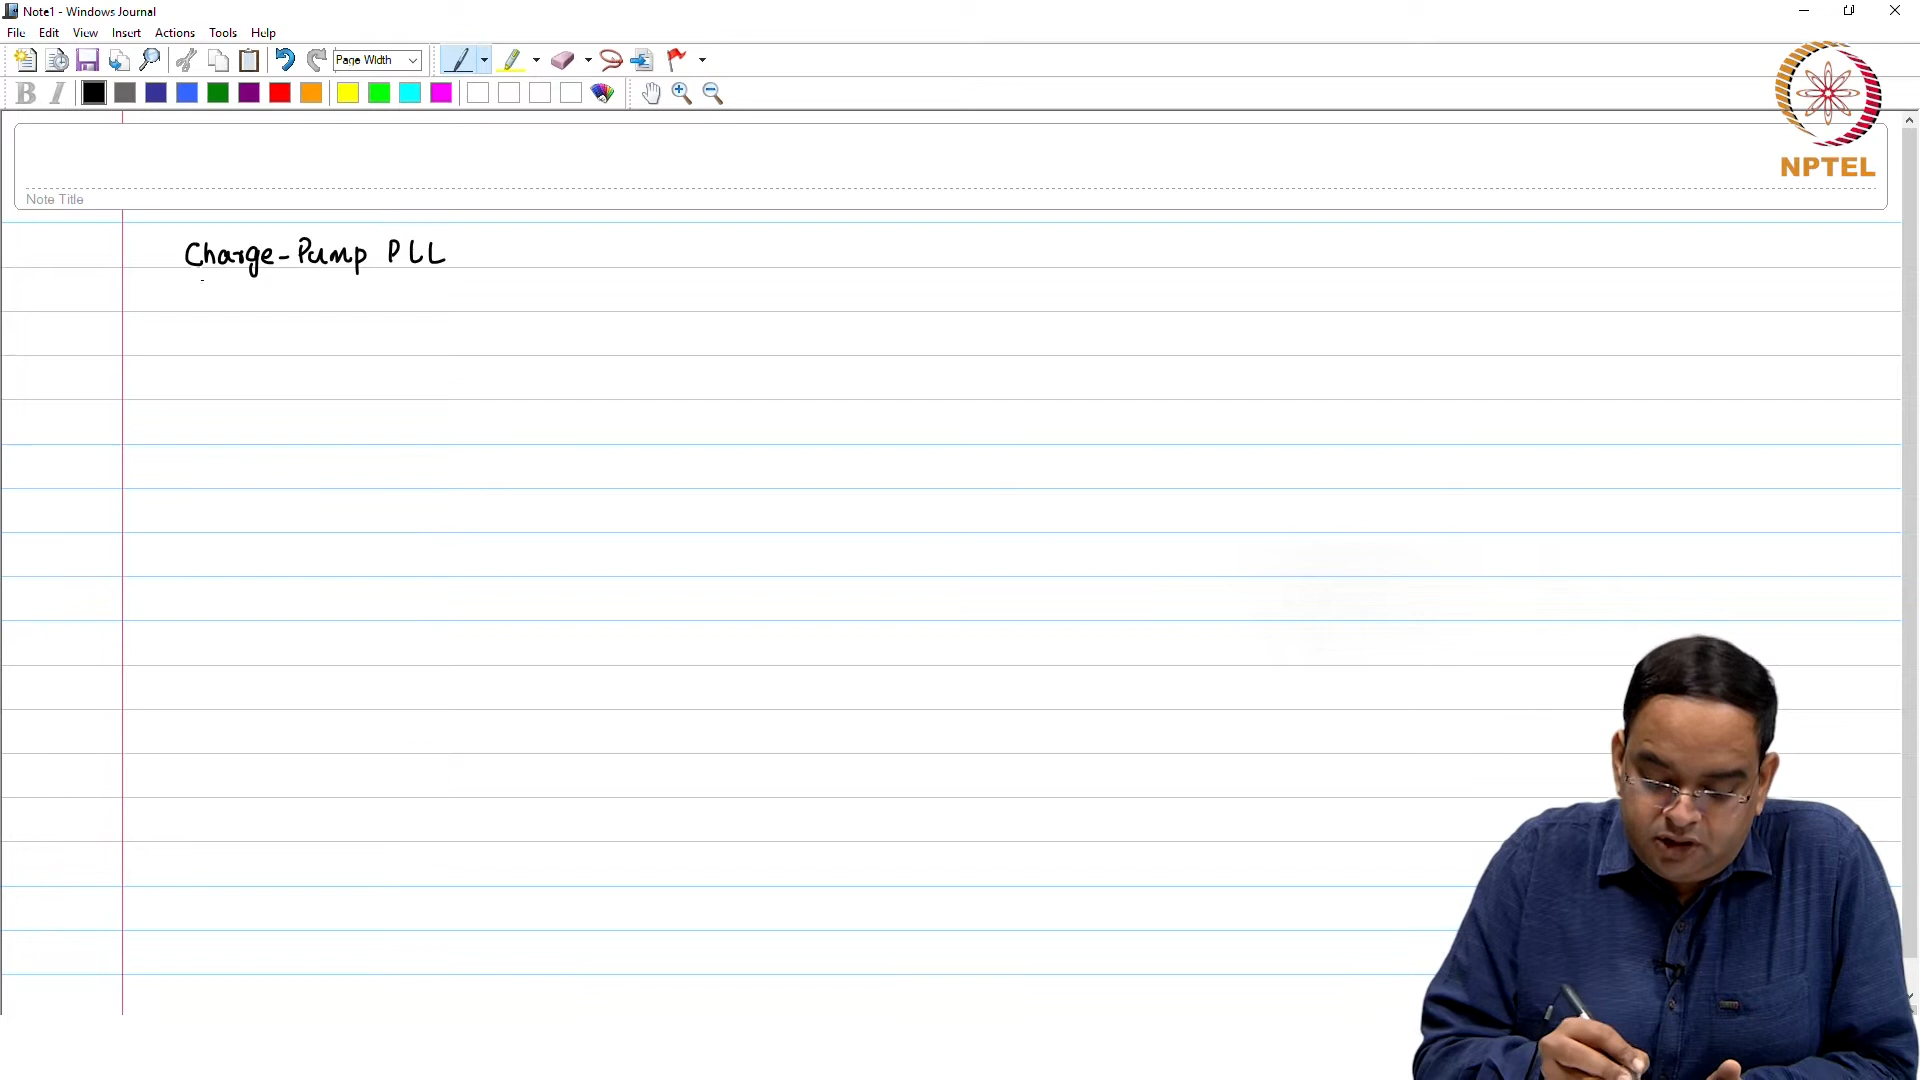 Note1 - Windows Journal
File Edit View Insert Actions Tools Help
Page Width
B I
NPTEL
Note Title
Charge-Pump PLL